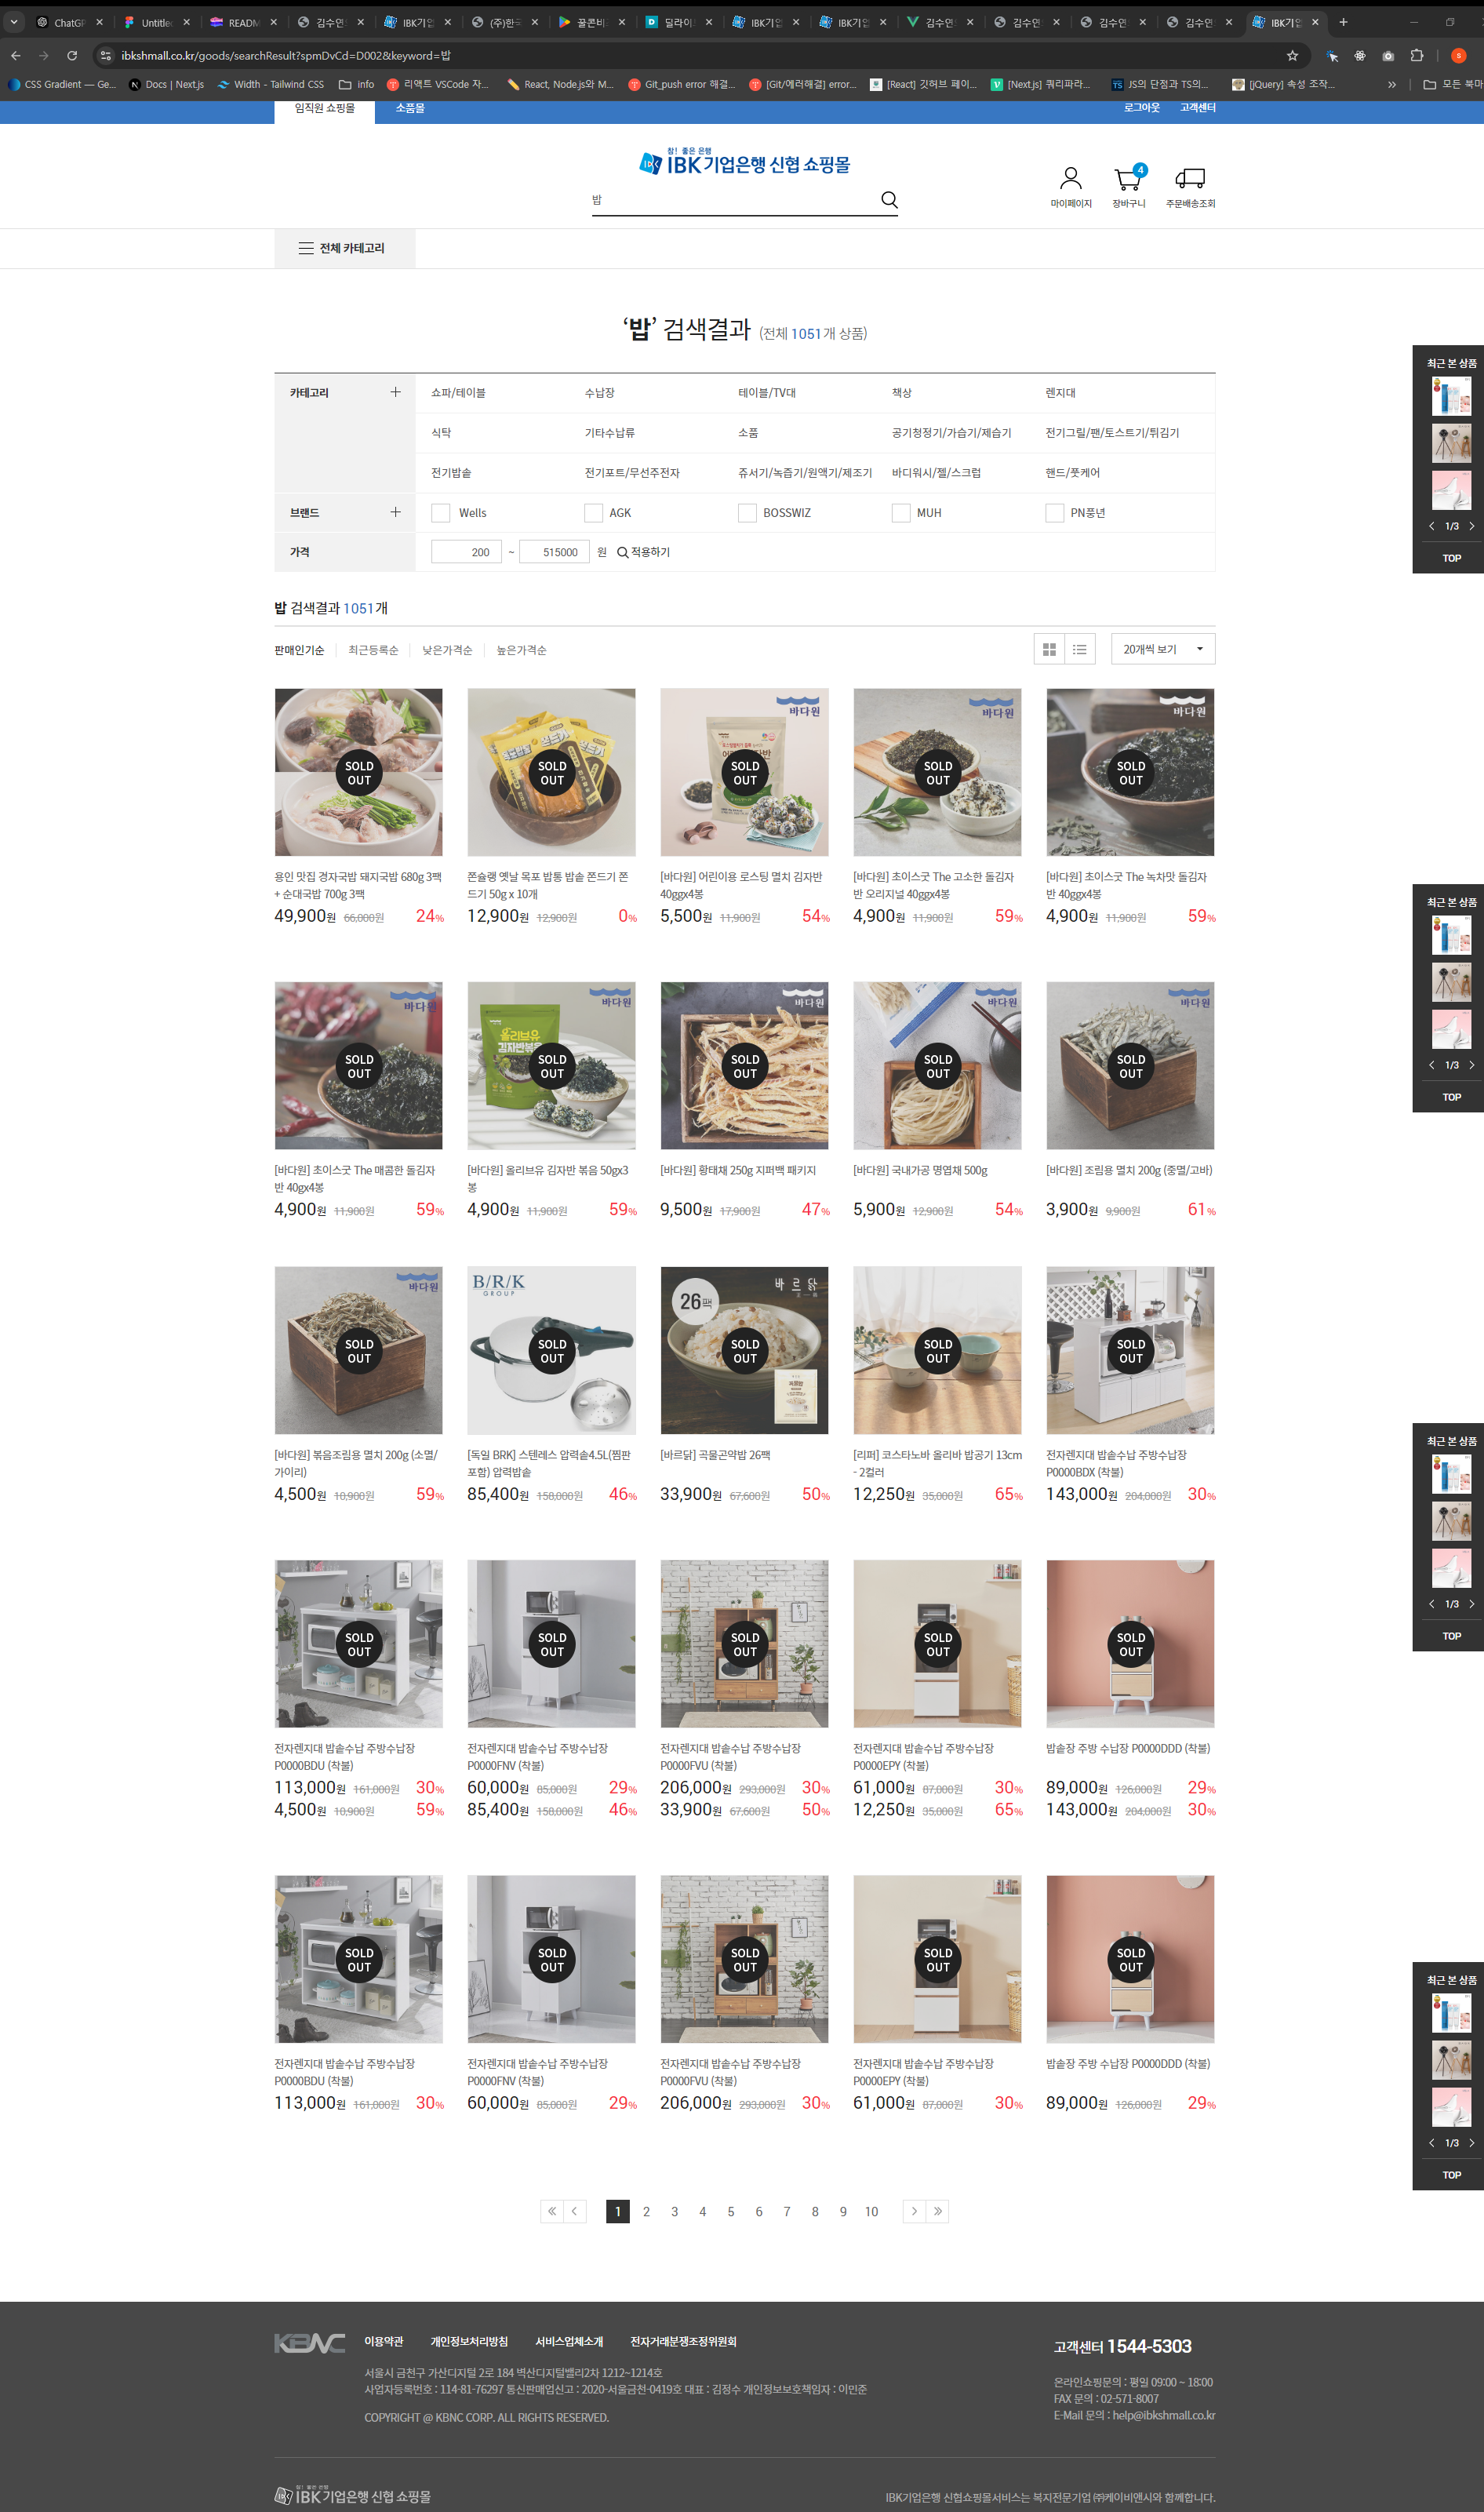 ChatGP
Untitle
READM
김수연
IBK기업
(주)한국
꿀콘비
딜라이
IBK기업
IBK기업
김수연
김수연
김수연
김수연
IBK기업
ibkshmall.co.kr/goods/searchResult?spmDvCd=D002&keyword=밥
CSS Gradient — Ge...
Docs | Next.js
Width - Tailwind CSS
info
리액트 VSCode 자...
React, Node.js와 M...
Git_push error 해결...
[Git/에러해결] error...
[React] 깃허브 페이...
[Next.js] 쿼리파라...
JS의 단점과 TS의...
[jQuery] 속성 조작...
모든 북마
임직원 쇼핑몰 소품몰 로그아웃 고객센터
참! 좋은 은행
IBK기업은행 신협 쇼핑몰
밥
4
마이페이지 장바구니 주문배송조회
전체 카테고리
‘밥’ 검색결과 (전체 1051개 상품)
카테고리 쇼파/테이블 수납장 테이블/TV대 책상 렌지대
식탁 기타수납류 소품 공기청정기/가습기/제습기 전기그릴/팬/토스트기/튀김기
전기밥솥 전기포트/무선주전자 쥬서기/녹즙기/원액기/제조기 바디워시/젤/스크럽 핸드/풋케어
브랜드 Wells AGK BOSSWIZ MUH PN풍년
가격 200 ~ 515000 원 적용하기
최근 본 상품
1/3
TOP
밥 검색결과 1051개
판매인기순 최근등록순 낮은가격순 높은가격순 20개씩 보기
바다원 바다원 바다원
SOLD OUT SOLD OUT SOLD OUT SOLD OUT SOLD OUT
용인 맛집 경자국밥 돼지국밥 680g 3팩
+ 순대국밥 700g 3팩
49,900원 66,000원 24%
쫀슐랭 옛날 목포 밥통 밥솥 쫀드기 쫀
드기 50g x 10개
12,900원 12,900원 0%
[바다원] 어린이용 로스팅 멸치 김자반
40ggx4봉
5,500원 11,900원 54%
[바다원] 초이스굿 The 고소한 돌김자
반 오리지널 40ggx4봉
4,900원 11,900원 59%
[바다원] 초이스굿 The 녹차맛 돌김자
반 40ggx4봉
4,900원 11,900원 59%
최근 본 상품
1/3
TOP
바다원 바다원 바다원 바다원 바다원
올리브유
김자반볶음
SOLD OUT SOLD OUT SOLD OUT SOLD OUT SOLD OUT
[바다원] 초이스굿 The 매콤한 돌김자
반 40gx4봉
4,900원 11,900원 59%
[바다원] 올리브유 김자반 볶음 50gx3
봉
4,900원 11,900원 59%
[바다원] 황태채 250g 지퍼백 패키지
9,500원 17,900원 47%
[바다원] 국내가공 명엽채 500g
5,900원 12,900원 54%
[바다원] 조림용 멸치 200g (중멸/고바)
3,900원 9,900원 61%
바다원
B/R/K
GROUP
26팩
바르닭
SOLD OUT SOLD OUT SOLD OUT SOLD OUT SOLD OUT
[바다원] 볶음조림용 멸치 200g (소멸/
가이리)
4,500원 10,900원 59%
[독일 BRK] 스텐레스 압력솥4.5L(찜판
포함) 압력밥솥
85,400원 158,000원 46%
[바르닭] 곡물곤약밥 26팩
33,900원 67,600원 50%
[리퍼] 코스타노바 올리바 밥공기 13cm
- 2컬러
12,250원 35,000원 65%
전자렌지대 밥솥수납 주방수납장
P0000BDX (착불)
143,000원 204,000원 30%
최근 본 상품
1/3
TOP
SOLD OUT SOLD OUT SOLD OUT SOLD OUT SOLD OUT
전자렌지대 밥솥수납 주방수납장
P0000BDU (착불)
113,000원 161,000원 30%
4,500원 10,900원 59%
전자렌지대 밥솥수납 주방수납장
P0000FNV (착불)
60,000원 85,000원 29%
85,400원 158,000원 46%
전자렌지대 밥솥수납 주방수납장
P0000FVU (착불)
206,000원 293,000원 30%
33,900원 67,600원 50%
전자렌지대 밥솥수납 주방수납장
P0000EPY (착불)
61,000원 87,000원 30%
12,250원 35,000원 65%
밥솥장 주방 수납장 P0000DDD (착불)
89,000원 126,000원 29%
143,000원 204,000원 30%
SOLD OUT SOLD OUT SOLD OUT SOLD OUT SOLD OUT
전자렌지대 밥솥수납 주방수납장
P0000BDU (착불)
113,000원 161,000원 30%
전자렌지대 밥솥수납 주방수납장
P0000FNV (착불)
60,000원 85,000원 29%
전자렌지대 밥솥수납 주방수납장
P0000FVU (착불)
206,000원 293,000원 30%
전자렌지대 밥솥수납 주방수납장
P0000EPY (착불)
61,000원 87,000원 30%
밥솥장 주방 수납장 P0000DDD (착불)
89,000원 126,000원 29%
최근 본 상품
1/3
TOP
1 2 3 4 5 6 7 8 9 10
KBNC 이용약관 개인정보처리방침 서비스업체소개 전자거래분쟁조정위원회
서울시 금천구 가산디지털 2로 184 벽산디지털밸리2차 1212~1214호
사업자등록번호 : 114-81-76297 통신판매업신고 : 2020-서울금천-0419호 대표 : 김정수 개인정보보호책임자 : 이민준
COPYRIGHT @ KBNC CORP. ALL RIGHTS RESERVED.
고객센터 1544-5303
온라인쇼핑문의 : 평일 09:00 ~ 18:00
FAX 문의 : 02-571-8007
E-Mail 문의 : help@ibkshmall.co.kr
참! 좋은 은행
IBK기업은행 신협 쇼핑몰
IBK기업은행 신협쇼핑몰서비스는 복지전문기업 ㈜케이비앤시와 함께합니다.